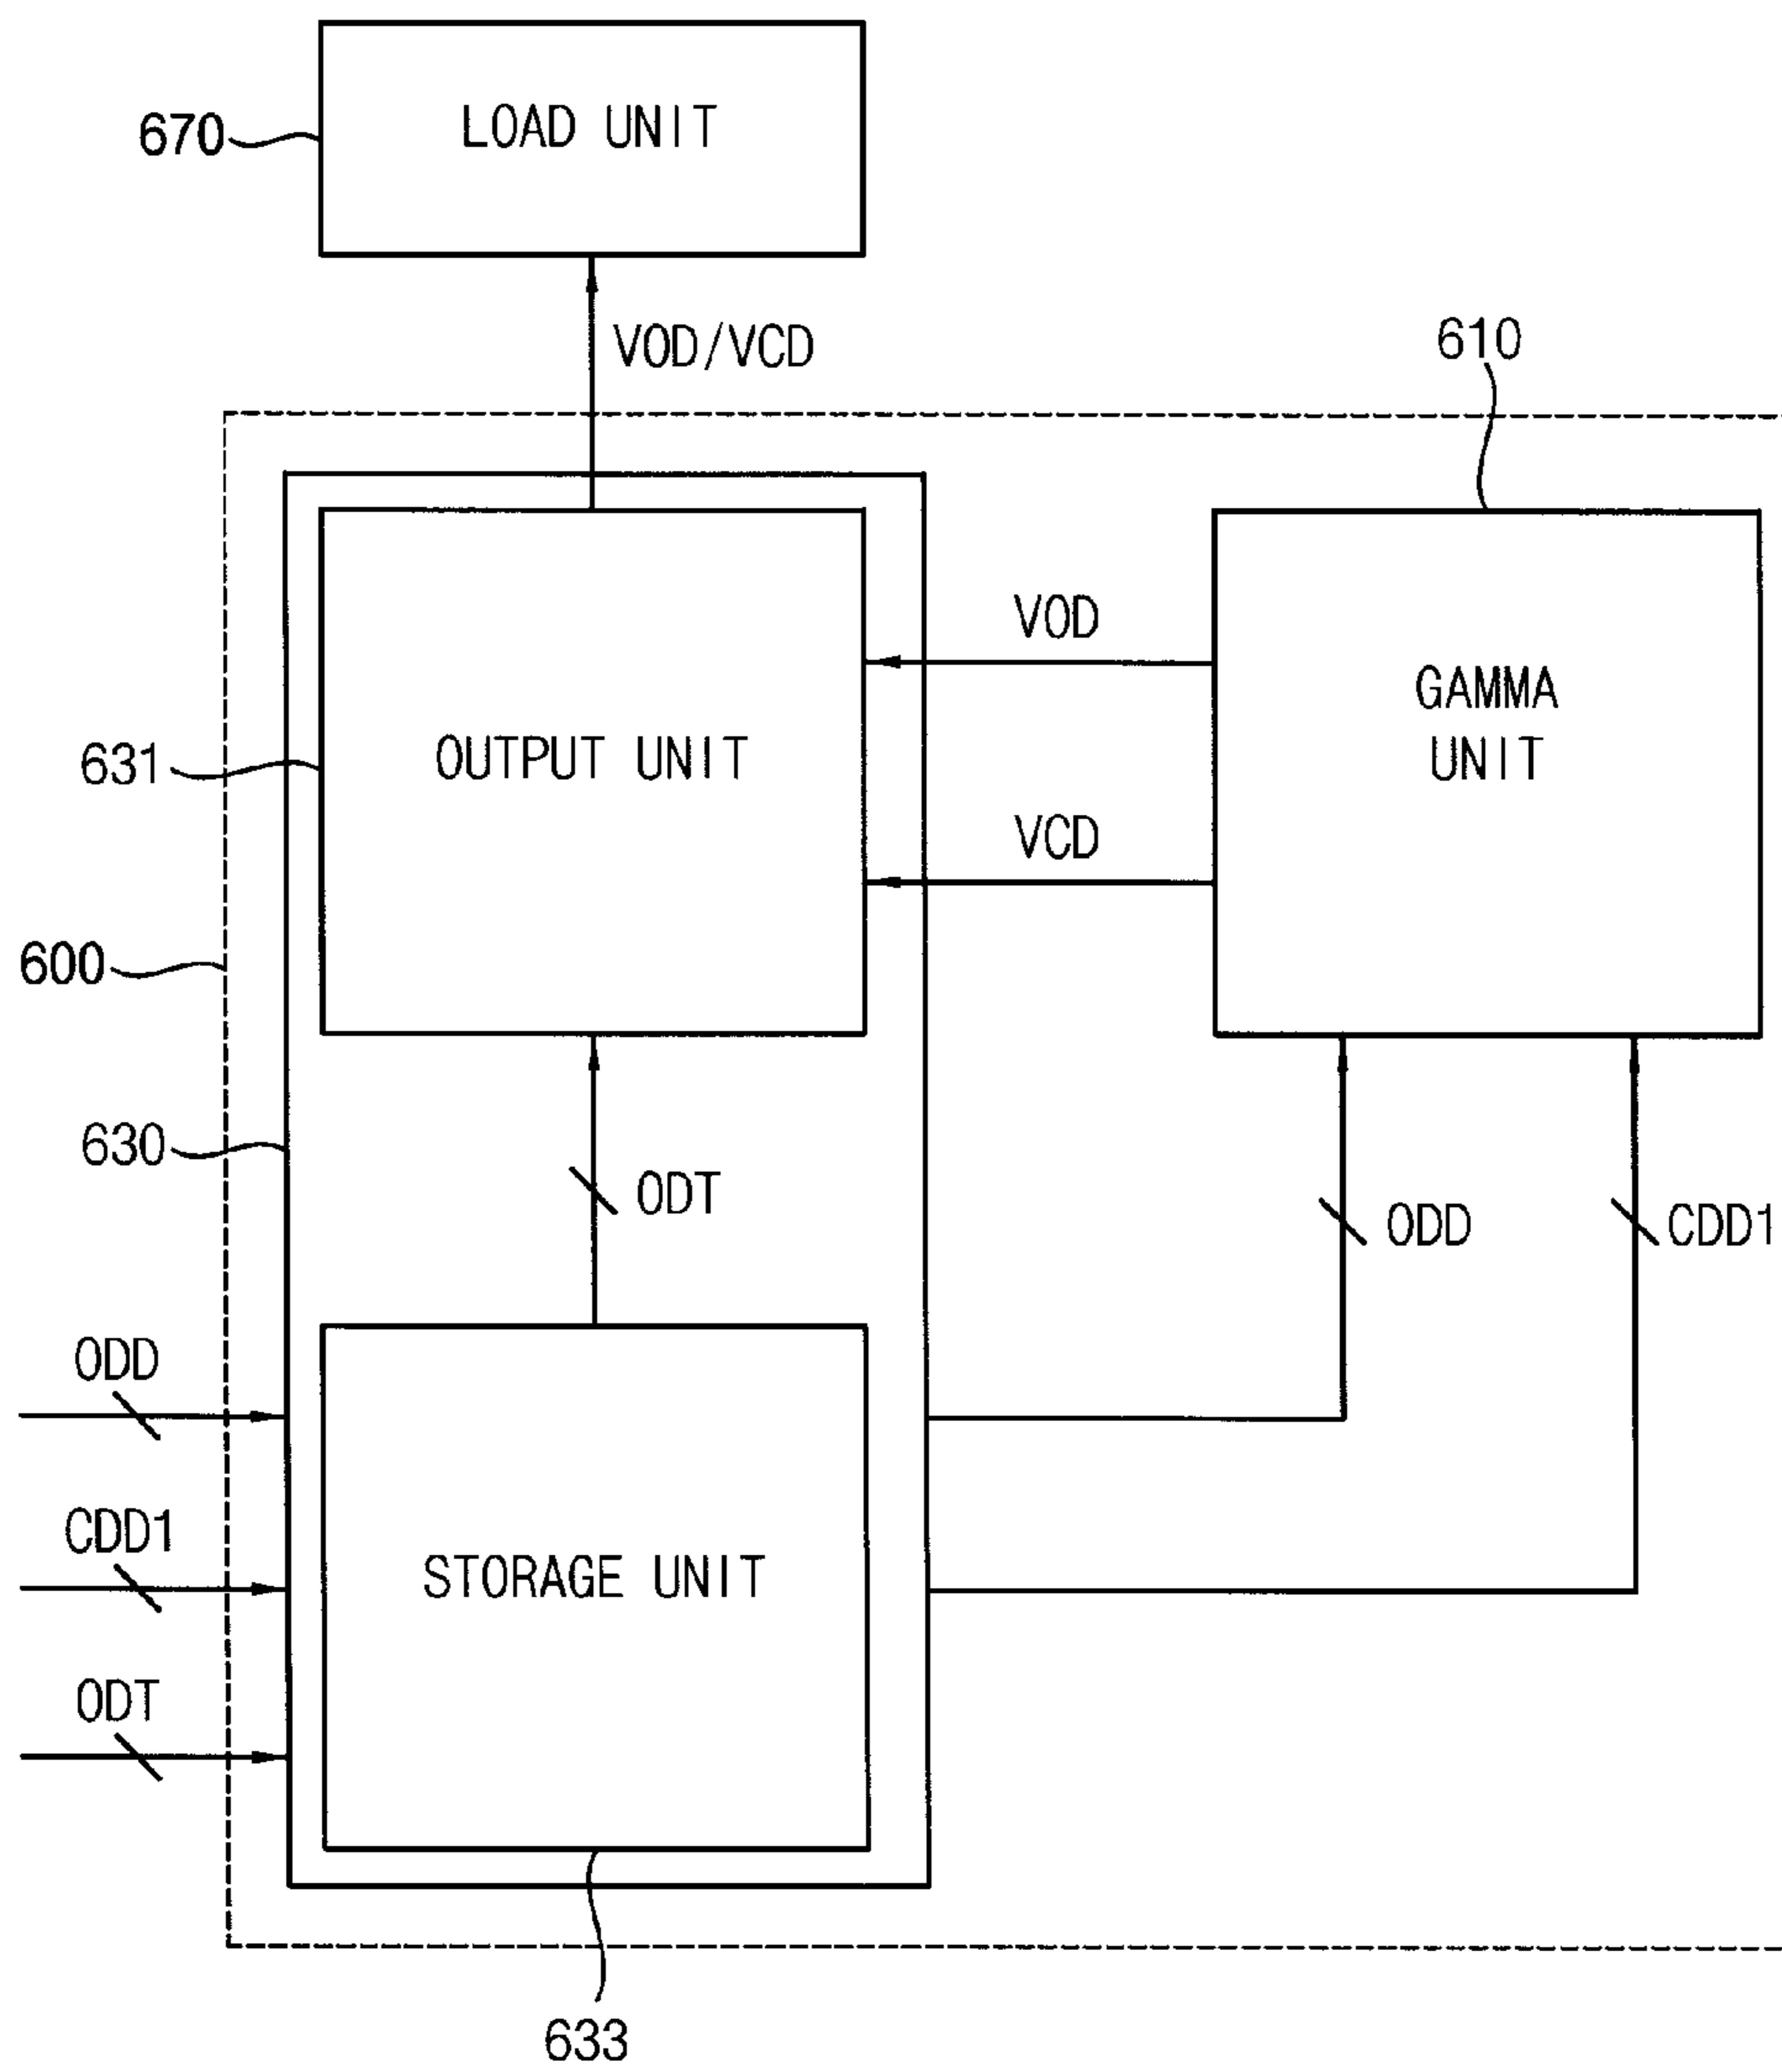 LOAD UNIT
670
VOD/VCD
610
VOD
GAMMA
UNIT
OUTPUT UNIT
631
VCD
600
630
ODT
ODD
CDD1
ODD
CDD1
STORAGE UNIT
ODT
633